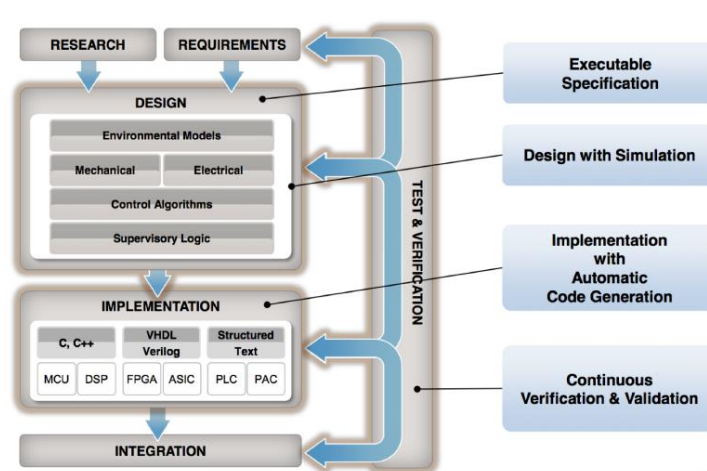 RESEARCH
REQUIREMENTS
DESIGN
Environmental Models
Mechanical
Electrical
Control Algorithms
Supervisory Logic
IMPLEMENTATION
C, C++
VHDL
Verilog
Structured
Text
MCU
DSP
FPGA
ASIC
PLC
PAC
INTEGRATION
TEST & VERIFICATION
Executable
Specification
Design with Simulation
Implementation
with
Automatic
Code Generation
Continuous
Verification & Validation